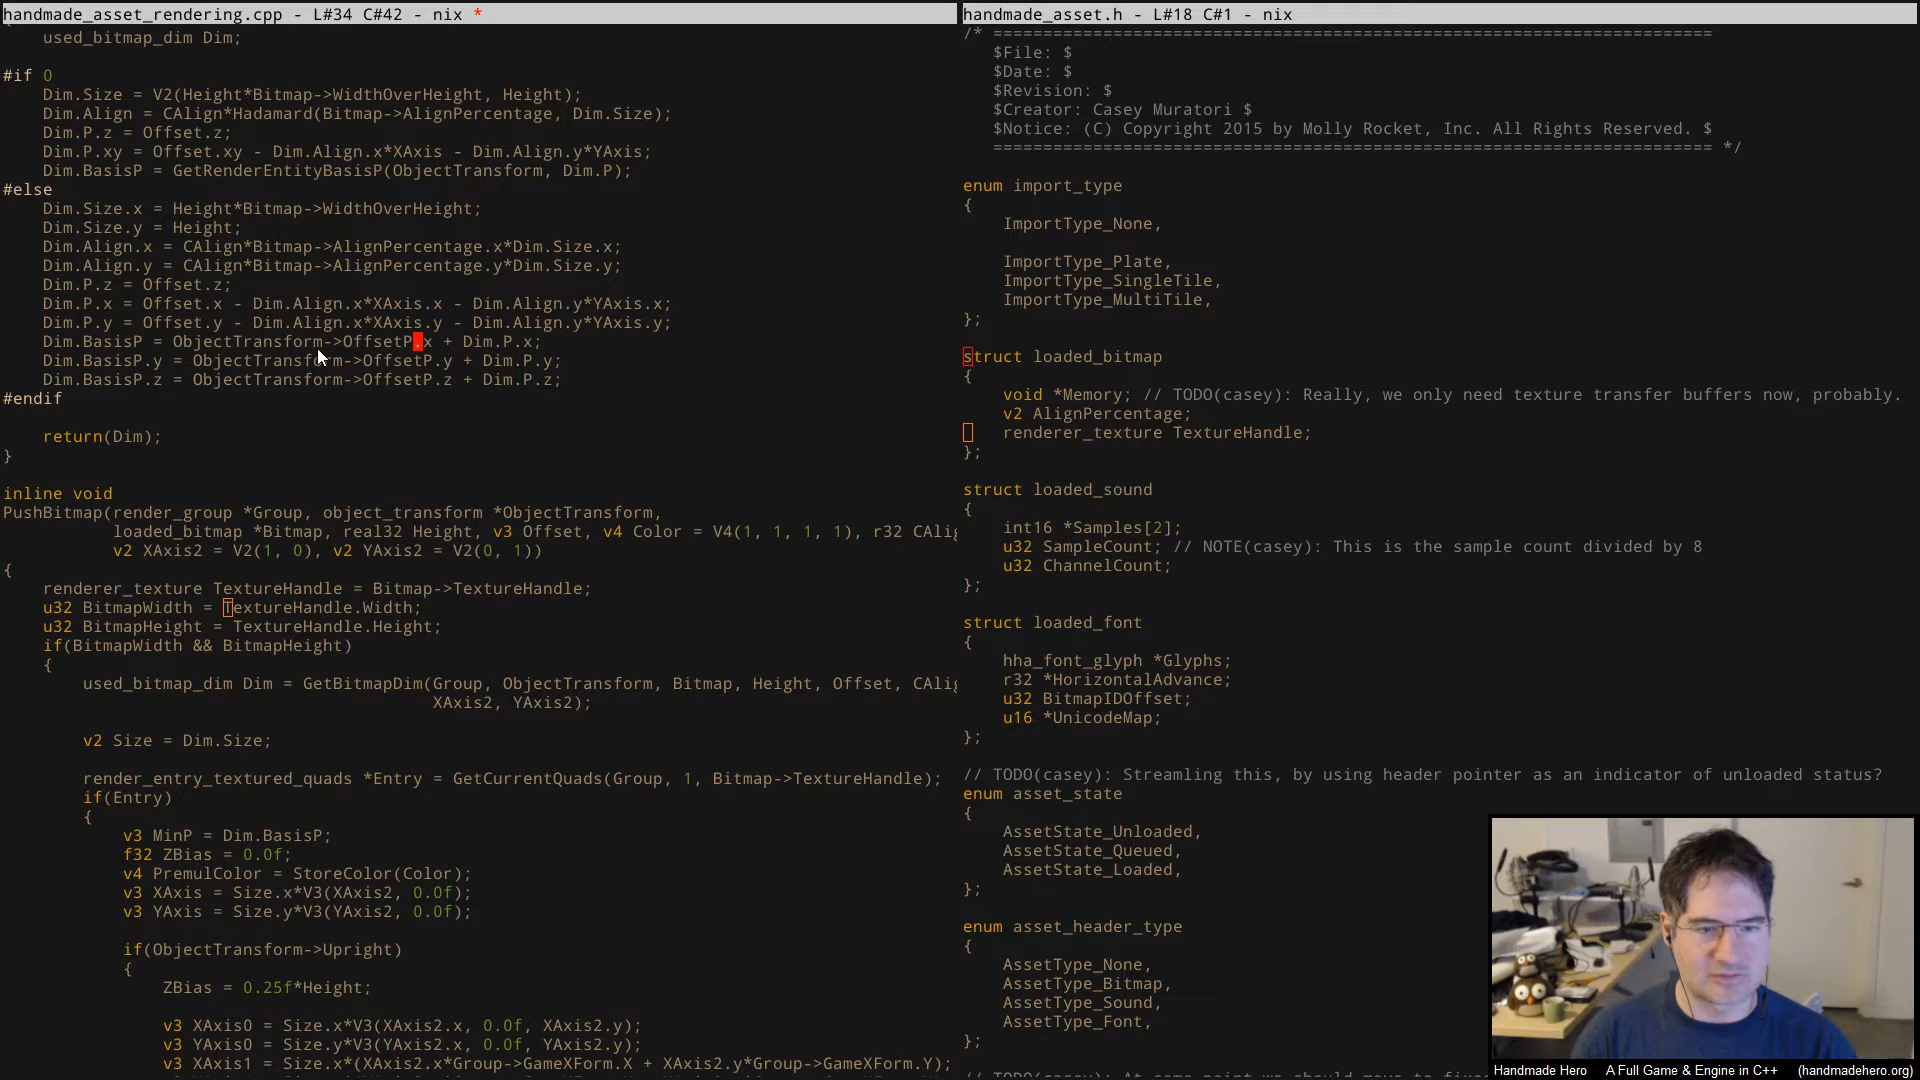 handmade_asset_rendering.cpp - L#34 C#42 - nix *
used_bitmap_dim Dim;
#if 0
Dim.Size = V2(Height*Bitmap->WidthOverHeight, Height);
Dim.Align = CAlign*Hadamard(Bitmap->AlignPercentage, Dim.Size);
Dim.P.z = Offset.z;
Dim.P.xy = Offset.xy - Dim.Align.x*XAxis - Dim.Align.y*YAxis;
Dim.BasisP = GetRenderEntityBasisP(ObjectTransform, Dim.P);
#else
Dim.Size.x = Height*Bitmap->WidthOverHeight;
Dim.Size.y = Height;
Dim.Align.x = CAlign*Bitmap->AlignPercentage.x*Dim.Size.x;
Dim.Align.y = CAlign*Bitmap->AlignPercentage.y*Dim.Size.y;
Dim.P.z = Offset.z;
Dim.P.x = Offset.x - Dim.Align.x*XAxis.x - Dim.Align.y*YAxis.x;
Dim.P.y = Offset.y - Dim.Align.x*XAxis.y - Dim.Align.y*YAxis.y;
Dim.BasisP = ObjectTransform->OffsetP.x + Dim.P.x;
Dim.BasisP.y = ObjectTransform->OffsetP.y + Dim.P.y;
Dim.BasisP.z = ObjectTransform->OffsetP.z + Dim.P.z;
#endif
return(Dim);
}
inline void
PushBitmap(render_group *Group, object_transform *ObjectTransform,
loaded_bitmap *Bitmap, real32 Height, v3 Offset, v4 Color = V4(1, 1, 1, 1), r32 CAlig
v2 XAxis2 = V2(1, 0), v2 YAxis2 = V2(0, 1))
{
renderer_texture TextureHandle = Bitmap->TextureHandle;
u32 BitmapWidth = TextureHandle.Width;
u32 BitmapHeight = TextureHandle.Height;
if(BitmapWidth && BitmapHeight)
{
used_bitmap_dim Dim = GetBitmapDim(Group, ObjectTransform, Bitmap, Height, Offset, CAlig
XAxis2, YAxis2);
v2 Size = Dim.Size;
render_entry_textured_quads *Entry = GetCurrentQuads(Group, 1, Bitmap->TextureHandle);
if(Entry)
{
v3 MinP = Dim.BasisP;
f32 ZBias = 0.0f;
v4 PremulColor = StoreColor(Color);
v3 XAxis = Size.x*V3(XAxis2, 0.0f);
v3 YAxis = Size.y*V3(YAxis2, 0.0f);
if(ObjectTransform->Upright)
{
ZBias = 0.25f*Height;
v3 XAxis0 = Size.x*V3(XAxis2.x, 0.0f, XAxis2.y);
v3 YAxis0 = Size.y*V3(YAxis2.x, 0.0f, YAxis2.y);
v3 XAxis1 = Size.x*(XAxis2.x*Group->GameXForm.X + XAxis2.y*Group->GameXForm.Y);
handmade_asset.h - L#18 C#1 - nix
/* ========================================================================
$File: $
$Date: $
$Revision: $
$Creator: Casey Muratori $
$Notice: (C) Copyright 2015 by Molly Rocket, Inc. All Rights Reserved. $
======================================================================== */
enum import_type
{
ImportType_None,
ImportType_Plate,
ImportType_SingleTile,
ImportType_MultiTile,
};
struct loaded_bitmap
{
void *Memory; // TODO(casey): Really, we only need texture transfer buffers now, probably.
v2 AlignPercentage;
renderer_texture TextureHandle;
};
struct loaded_sound
{
int16 *Samples[2];
u32 SampleCount; // NOTE(casey): This is the sample count divided by 8
u32 ChannelCount;
};
struct loaded_font
{
hha_font_glyph *Glyphs;
r32 *HorizontalAdvance;
u32 BitmapIDOffset;
u16 *UnicodeMap;
};
// TODO(casey): Streamling this, by using header pointer as an indicator of unloaded status?
enum asset_state
{
AssetState_Unloaded,
AssetState_Queued,
AssetState_Loaded,
};
enum asset_header_type
{
AssetType_None,
AssetType_Bitmap,
AssetType_Sound,
AssetType_Font,
};
// TODO(casey): At some point we should move to fixe
Handmade Hero A Full Game & Engine in C++ (handmadehero.org)